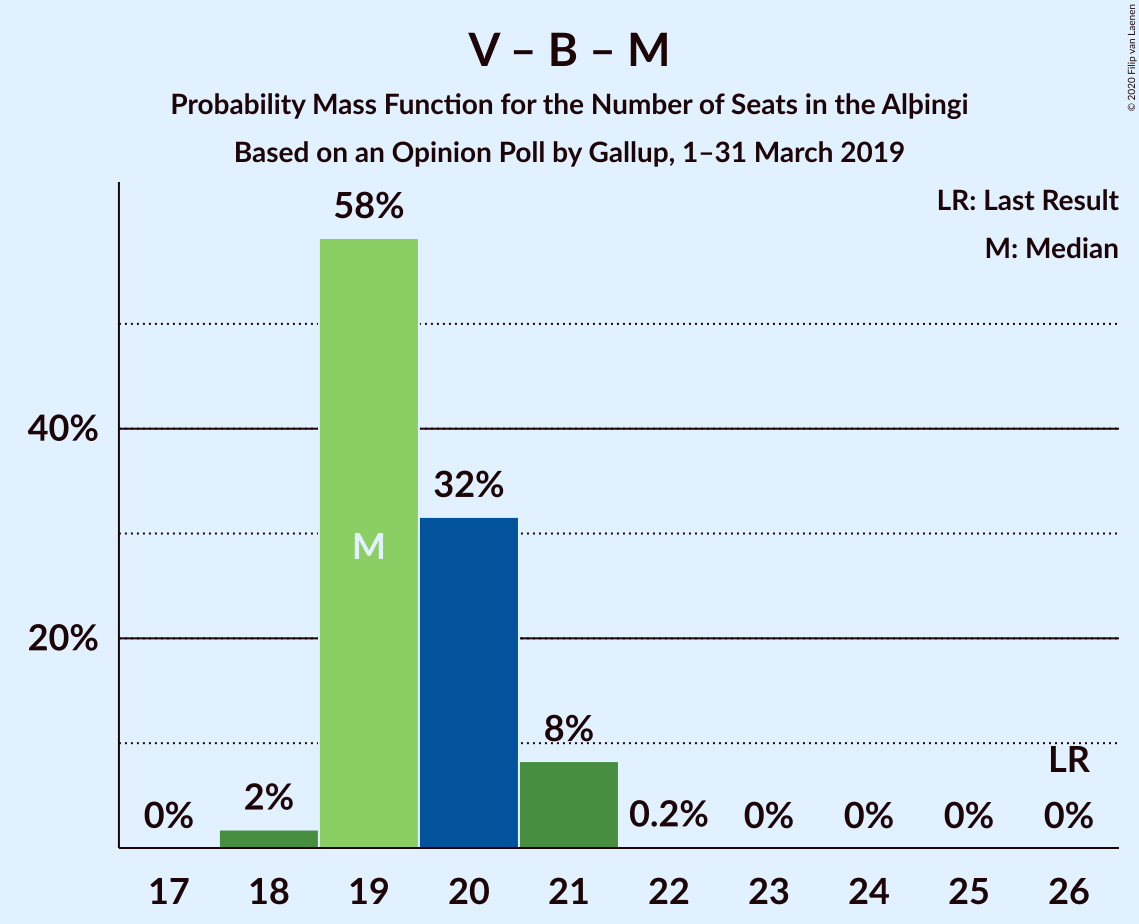 V – B – M
Probability Mass Function for the Number of Seats in the Alþingi
Based on an Opinion Poll by Gallup, 1–31 March 2019
© 2020 Filip van Laenen
LR: Last Result
M: Median
58%
40%
32%
M
20%
8%
LR
2%
0%
0.2%
0%
0%
0%
0%
17 18 19 20 21 22 23 24 25 26